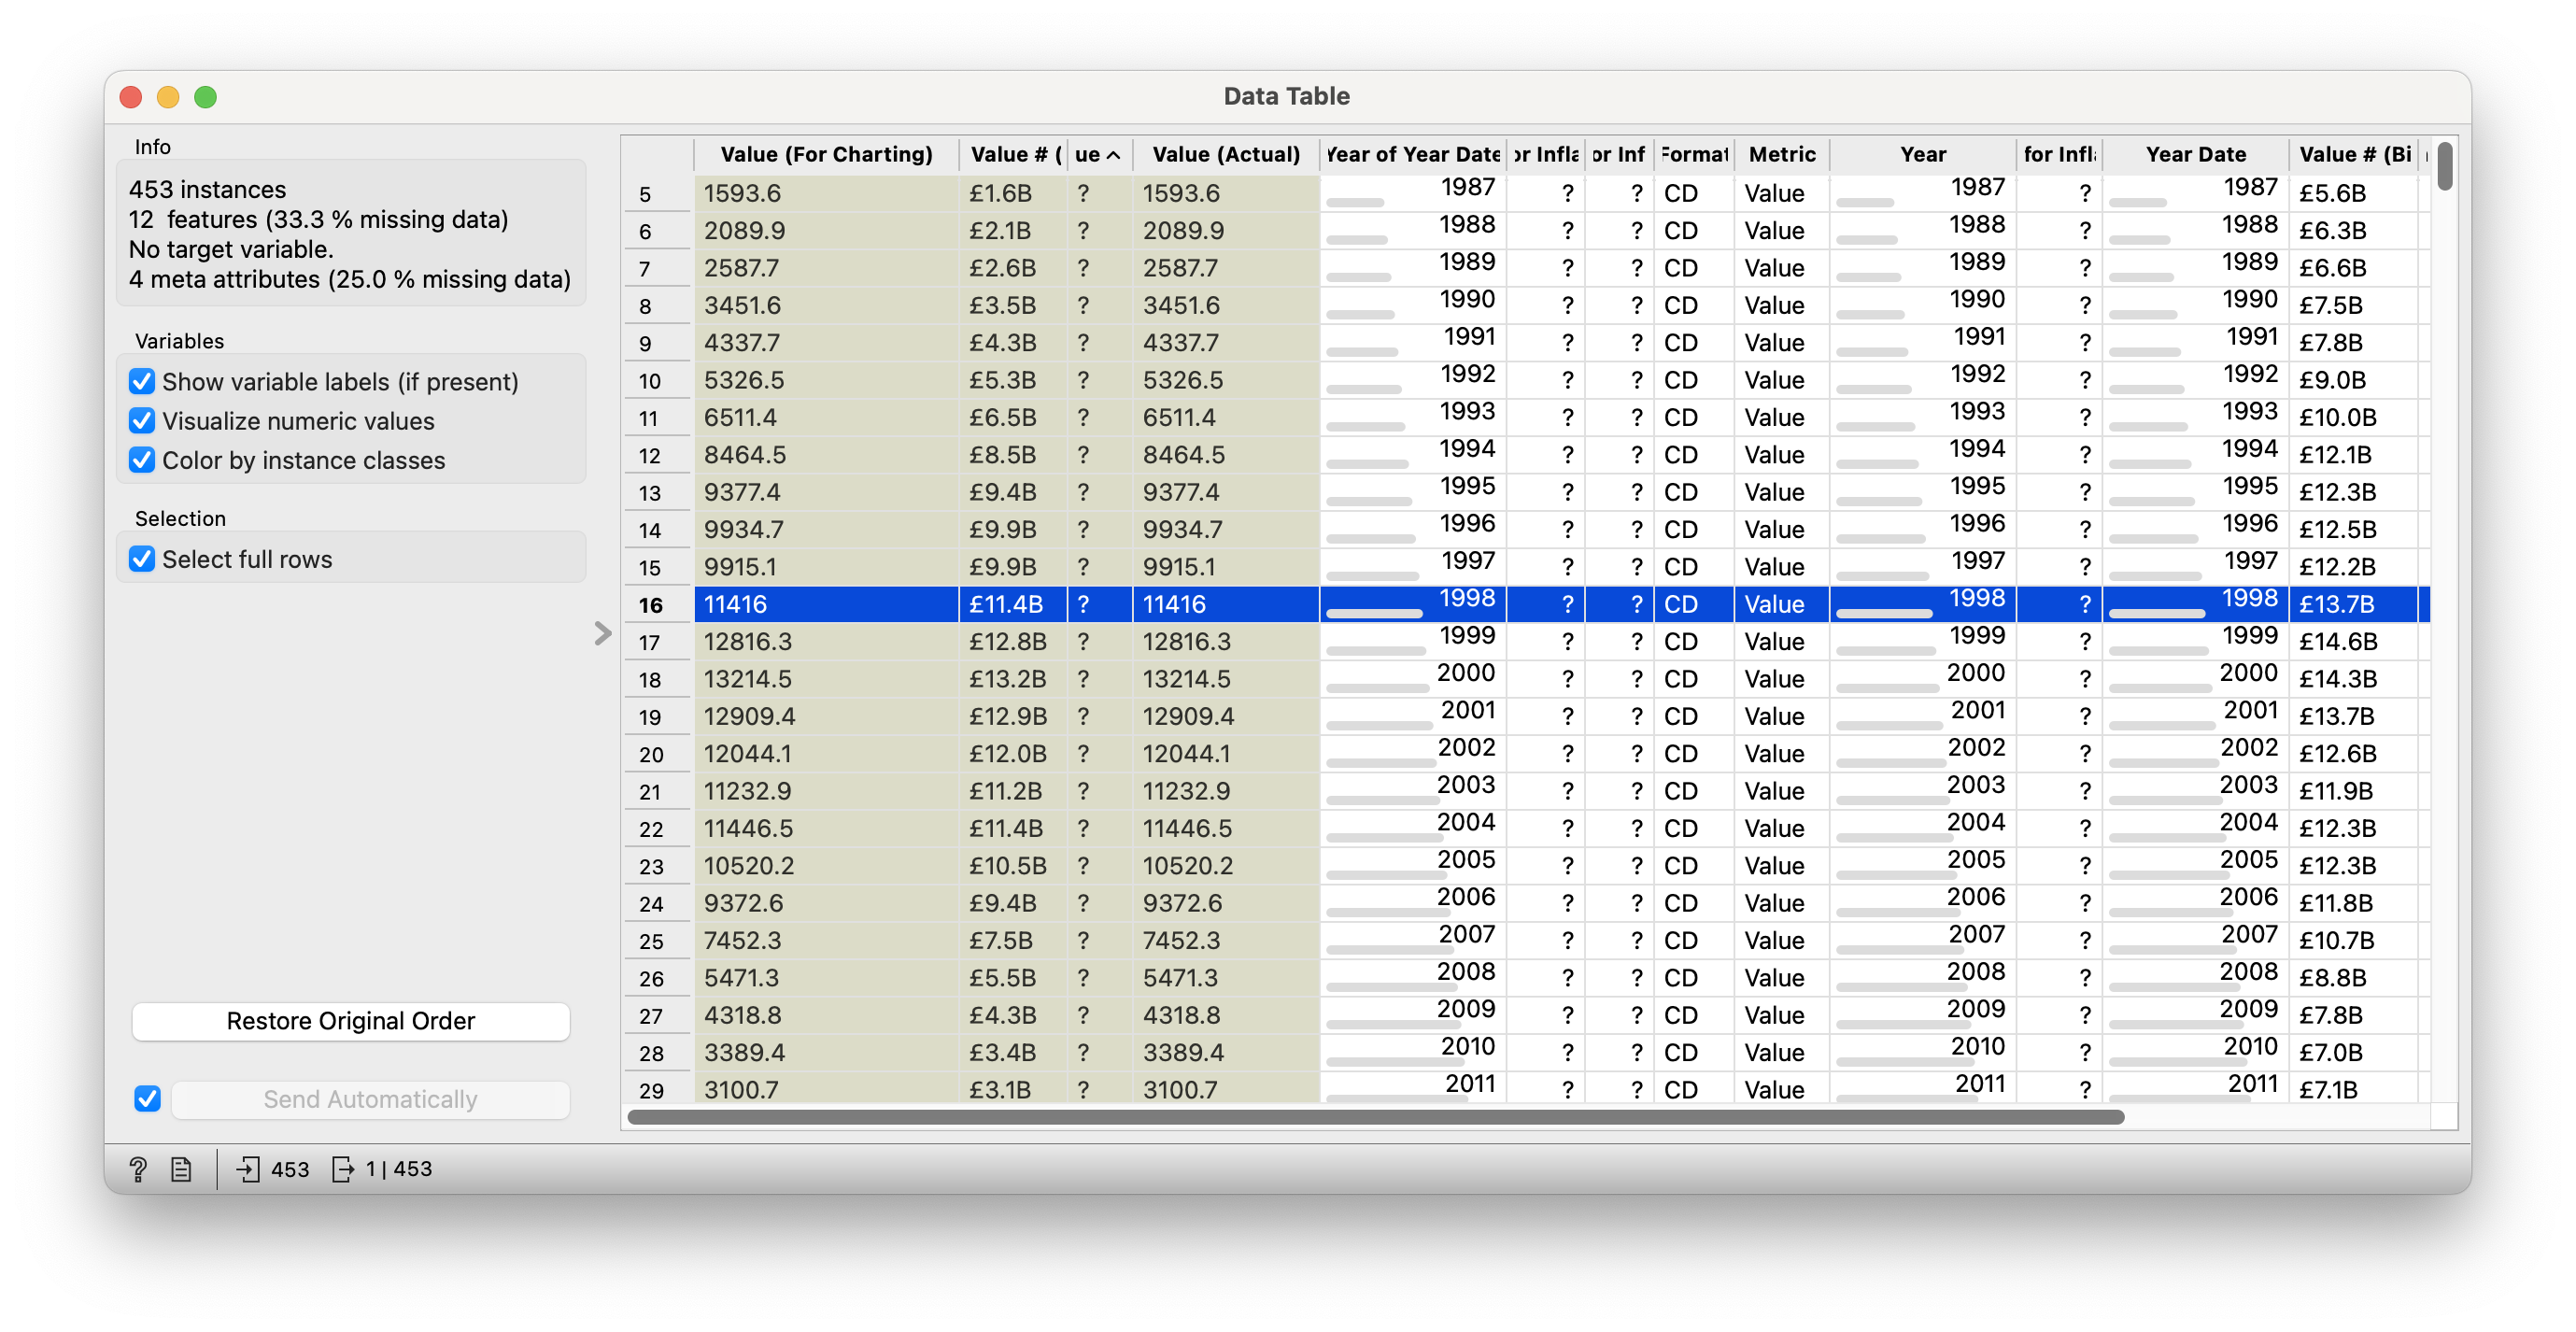 Data Table
Info
453 instances
12 features (33.3 % missing data)
No target variable.
4 meta attributes (25.0 % missing data)
Variables
Show variable labels (if present)
Visualize numeric values
Color by instance classes
Selection
Select full rows
Restore Original Order
Send Automatically
Value (For Charting) Value # ( ue Value (Actual) Year of Year Date or Infla or Inf Format Metric Year for Infl Year Date Value # (Bi
5 1593.6 £1.6B ? 1593.6 1987 ? ? CD Value 1987 ? 1987 £5.6B
6 2089.9 £2.1B ? 2089.9 1988 ? ? CD Value 1988 ? 1988 £6.3B
7 2587.7 £2.6B ? 2587.7 1989 ? ? CD Value 1989 ? 1989 £6.6B
8 3451.6 £3.5B ? 3451.6 1990 ? ? CD Value 1990 ? 1990 £7.5B
9 4337.7 £4.3B ? 4337.7 1991 ? ? CD Value 1991 ? 1991 £7.8B
10 5326.5 £5.3B ? 5326.5 1992 ? ? CD Value 1992 ? 1992 £9.0B
11 6511.4 £6.5B ? 6511.4 1993 ? ? CD Value 1993 ? 1993 £10.0B
12 8464.5 £8.5B ? 8464.5 1994 ? ? CD Value 1994 ? 1994 £12.1B
13 9377.4 £9.4B ? 9377.4 1995 ? ? CD Value 1995 ? 1995 £12.3B
14 9934.7 £9.9B ? 9934.7 1996 ? ? CD Value 1996 ? 1996 £12.5B
15 9915.1 £9.9B ? 9915.1 1997 ? ? CD Value 1997 ? 1997 £12.2B
16 11416 £11.4B ? 11416 1998 ? ? CD Value 1998 ? 1998 £13.7B
17 12816.3 £12.8B ? 12816.3 1999 ? ? CD Value 1999 ? 1999 £14.6B
18 13214.5 £13.2B ? 13214.5 2000 ? ? CD Value 2000 ? 2000 £14.3B
19 12909.4 £12.9B ? 12909.4 2001 ? ? CD Value 2001 ? 2001 £13.7B
20 12044.1 £12.0B ? 12044.1 2002 ? ? CD Value 2002 ? 2002 £12.6B
21 11232.9 £11.2B ? 11232.9 2003 ? ? CD Value 2003 ? 2003 £11.9B
22 11446.5 £11.4B ? 11446.5 2004 ? ? CD Value 2004 ? 2004 £12.3B
23 10520.2 £10.5B ? 10520.2 2005 ? ? CD Value 2005 ? 2005 £12.3B
24 9372.6 £9.4B ? 9372.6 2006 ? ? CD Value 2006 ? 2006 £11.8B
25 7452.3 £7.5B ? 7452.3 2007 ? ? CD Value 2007 ? 2007 £10.7B
26 5471.3 £5.5B ? 5471.3 2008 ? ? CD Value 2008 ? 2008 £8.8B
27 4318.8 £4.3B ? 4318.8 2009 ? ? CD Value 2009 ? 2009 £7.8B
28 3389.4 £3.4B ? 3389.4 2010 ? ? CD Value 2010 ? 2010 £7.0B
29 3100.7 £3.1B ? 3100.7 2011 ? ? CD Value 2011 ? 2011 £7.1B
? 453 1 | 453